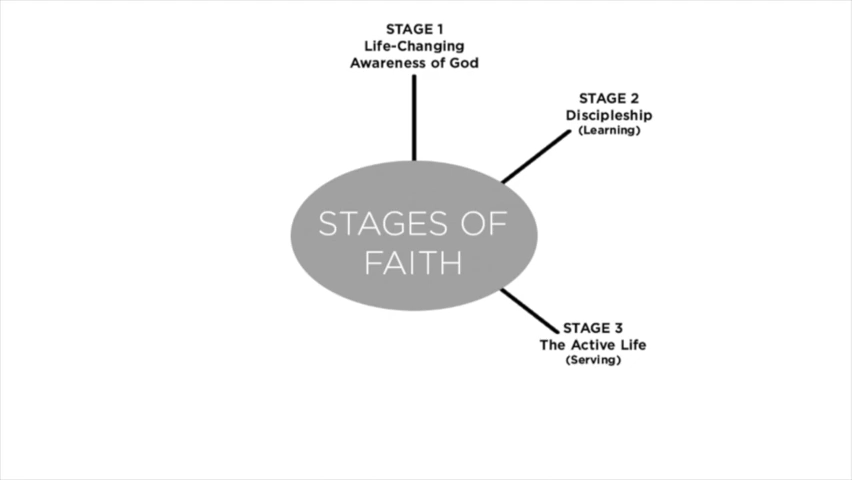 STAGE 1
Life-Changing
Awareness of God
STAGE 2
Discipleship
(Learning)
STAGES OF
FAITH
STAGE 3
The Active Life
(Serving)